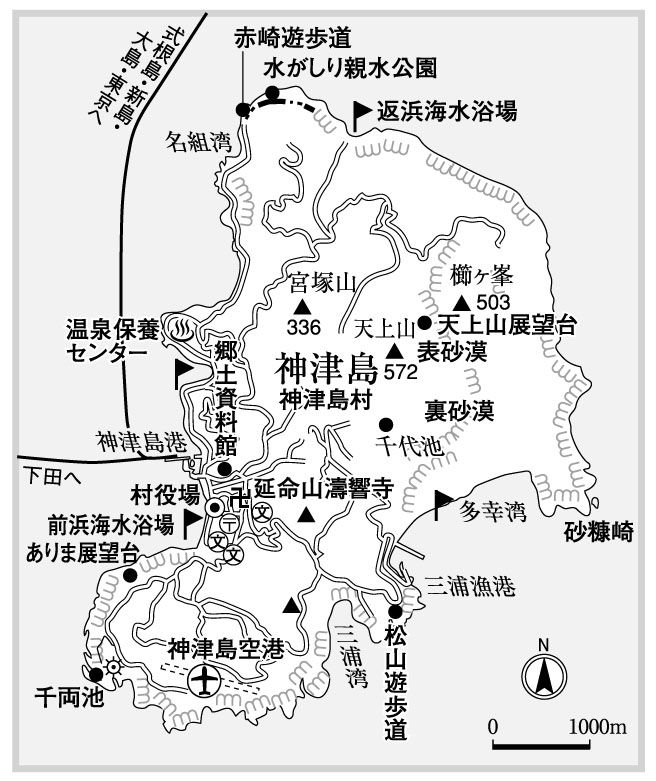 赤崎遊歩道
水がしり親水公園
返浜海水浴場
式根島・新島・
大島・東京へ
名組湾
櫛ヶ峯
503
宮塚山
336
天上山
572
天上山展望台
表砂漠
温泉保養
センター
郷土資料館
神津島
神津島村
裏砂漠
千代池
神津島港
下田へ
村役場
卍
延命山濤響寺
文
〒
文
文
前浜海水浴場
ありま展望台
多幸湾
砂糠崎
三浦漁港
三浦湾
松山遊歩道
神津島空港
千両池
N
0
1000m